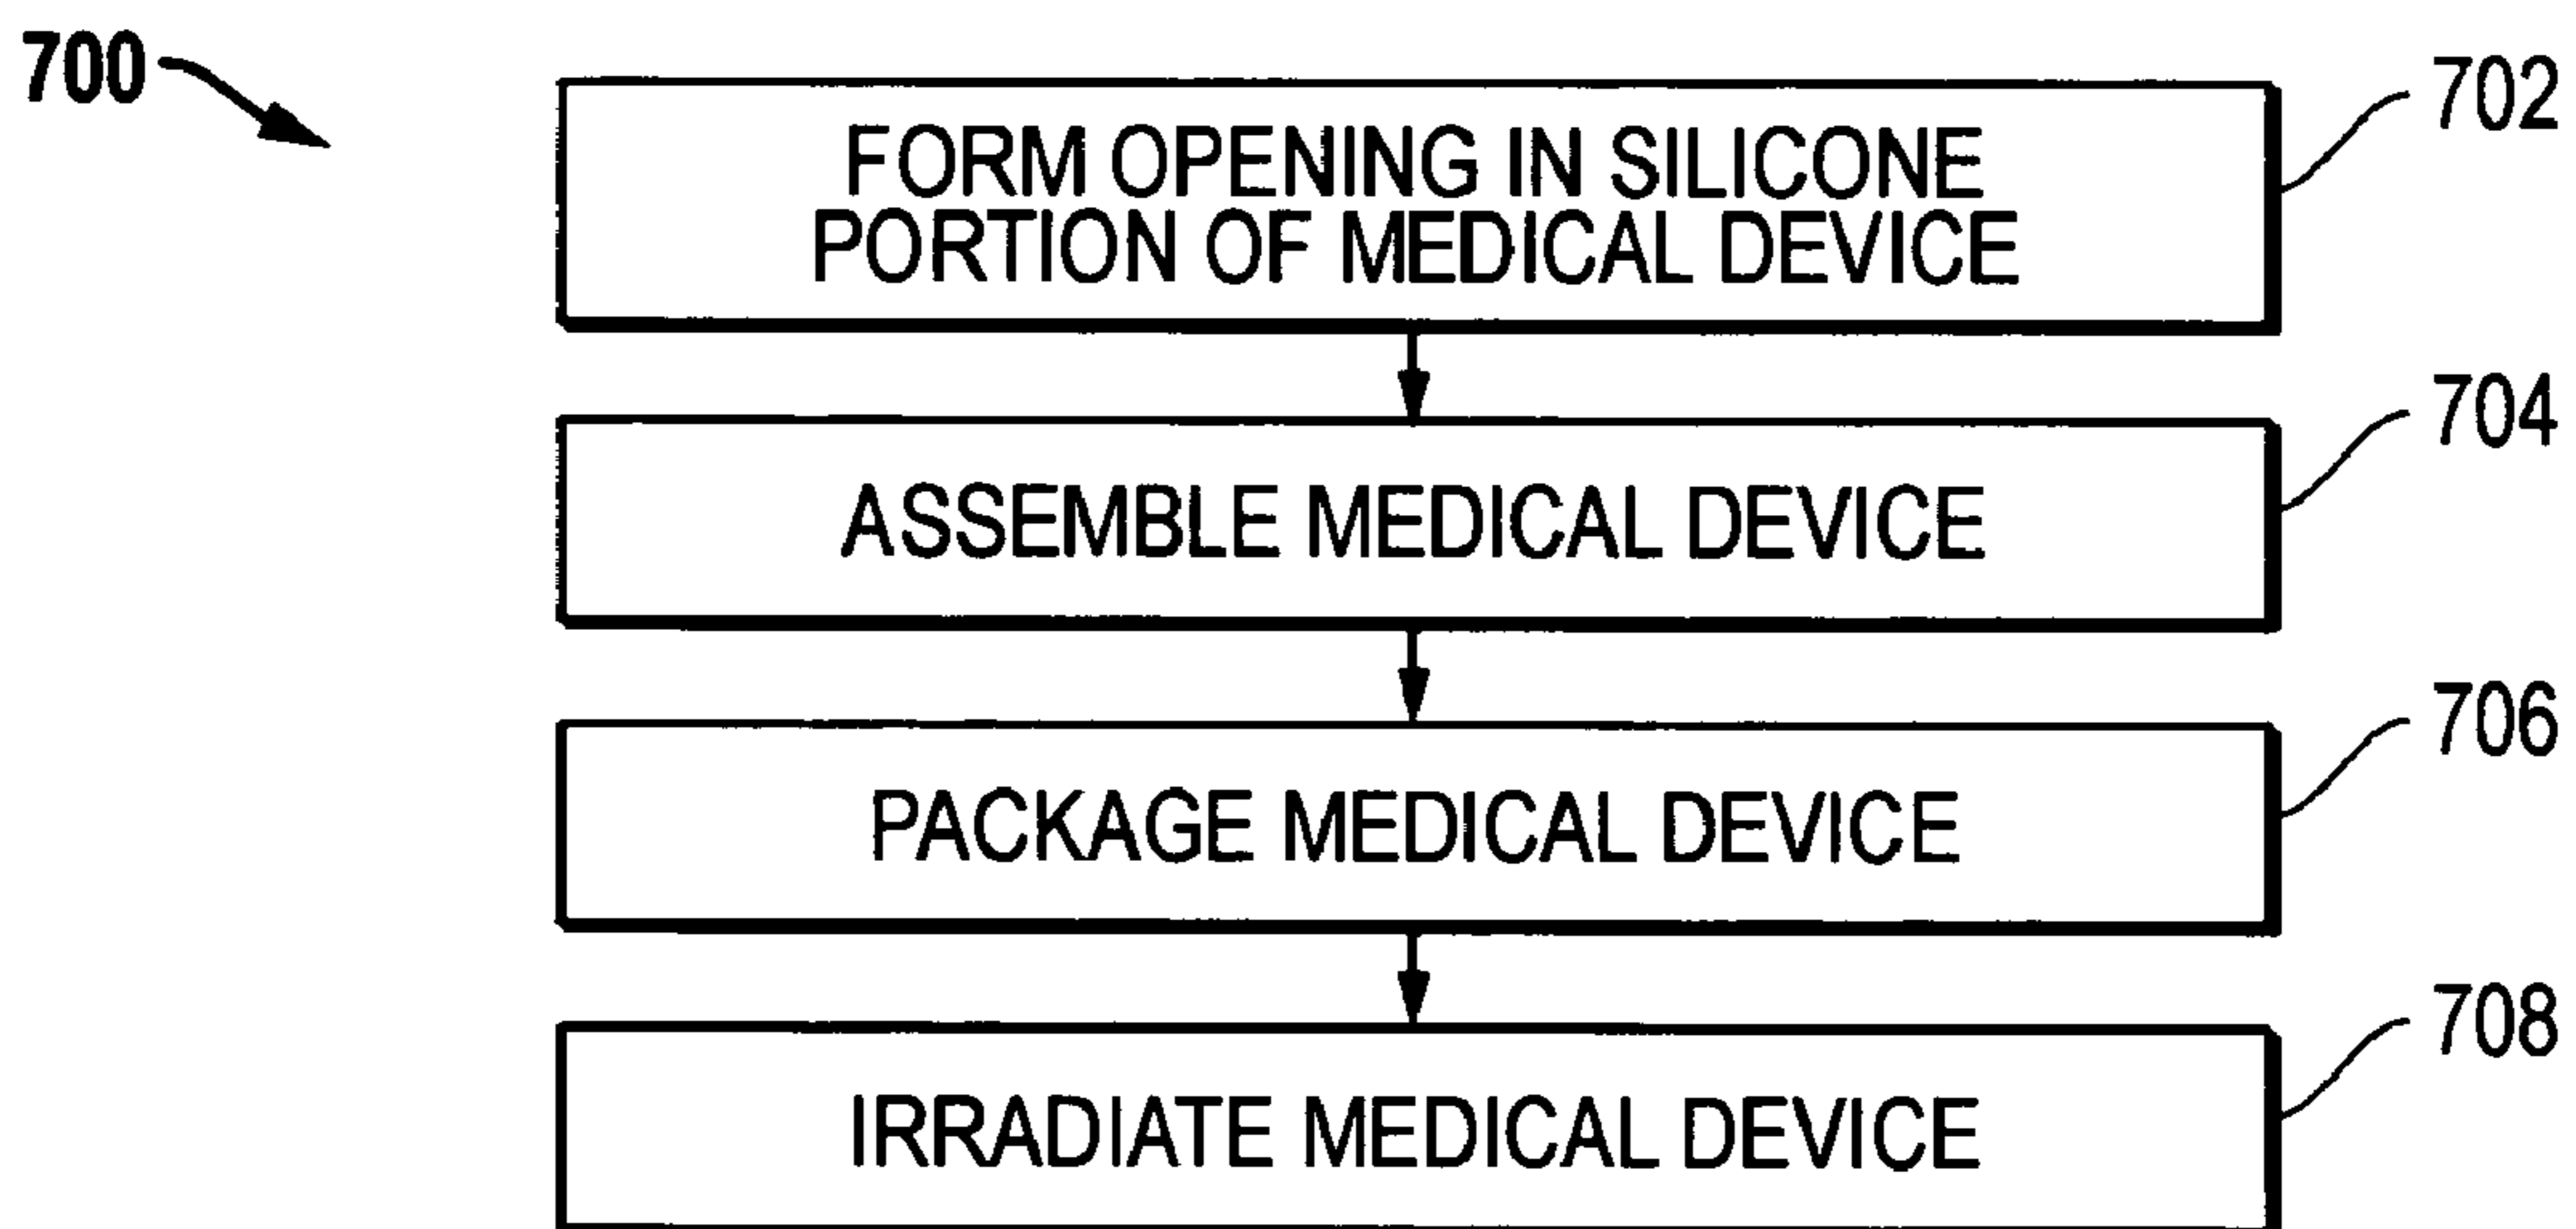 700
FORM OPENING IN SILICONE
PORTION OF MEDICAL DEVICE
702
ASSEMBLE MEDICAL DEVICE
704
PACKAGE MEDICAL DEVICE
706
IRRADIATE MEDICAL DEVICE
708